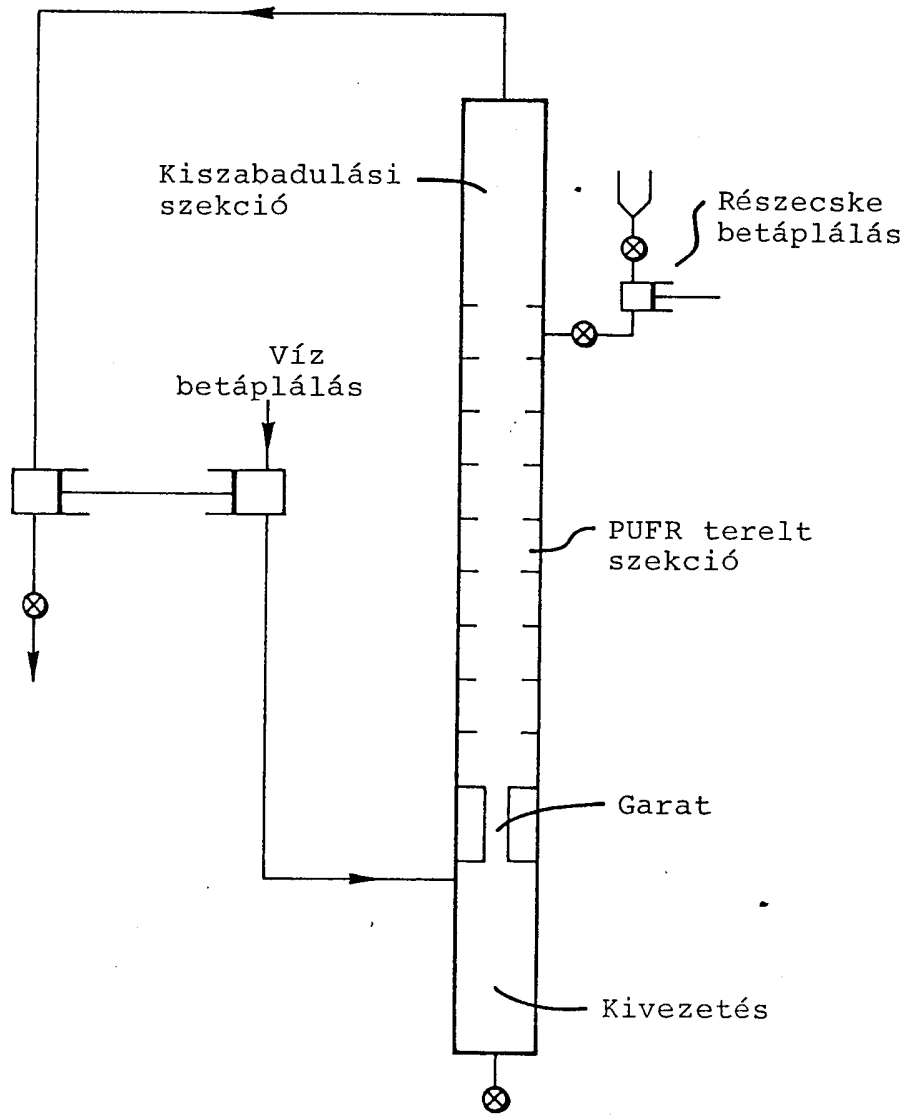 Kiszabadulási
szekció
Részecske
betáplálás
Víz
betáplálás
PUFR terelt
szekció
Garat
Kivezetés